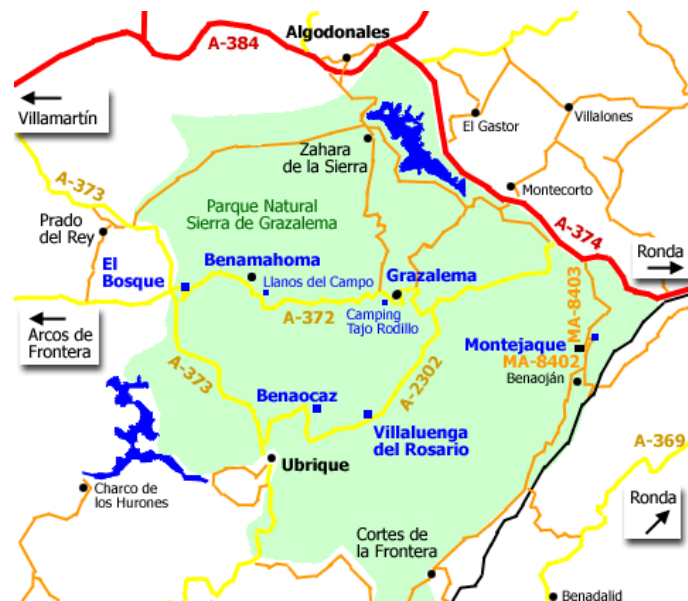 Algodonales
A-384
Villamartín
El Gastor
Villalones
Zahara
de la Sierra
A-373
Montecorto
Parque Natural
Sierra de Grazalema
Prado
del Rey
A-374
Ronda
El
Bosque
Benamahoma
Llanos del Campo
Grazalema
MA-8403
A-372
Camping
Tajo Rodillo
Arcos de
Frontera
Montejaque
MA-8402
A-373
A-2302
Benaoján
Benaocaz
Villaluenga
del Rosario
A-369
Ubrique
Charco de
los Hurones
Ronda
Cortes de
la Frontera
Benadalid